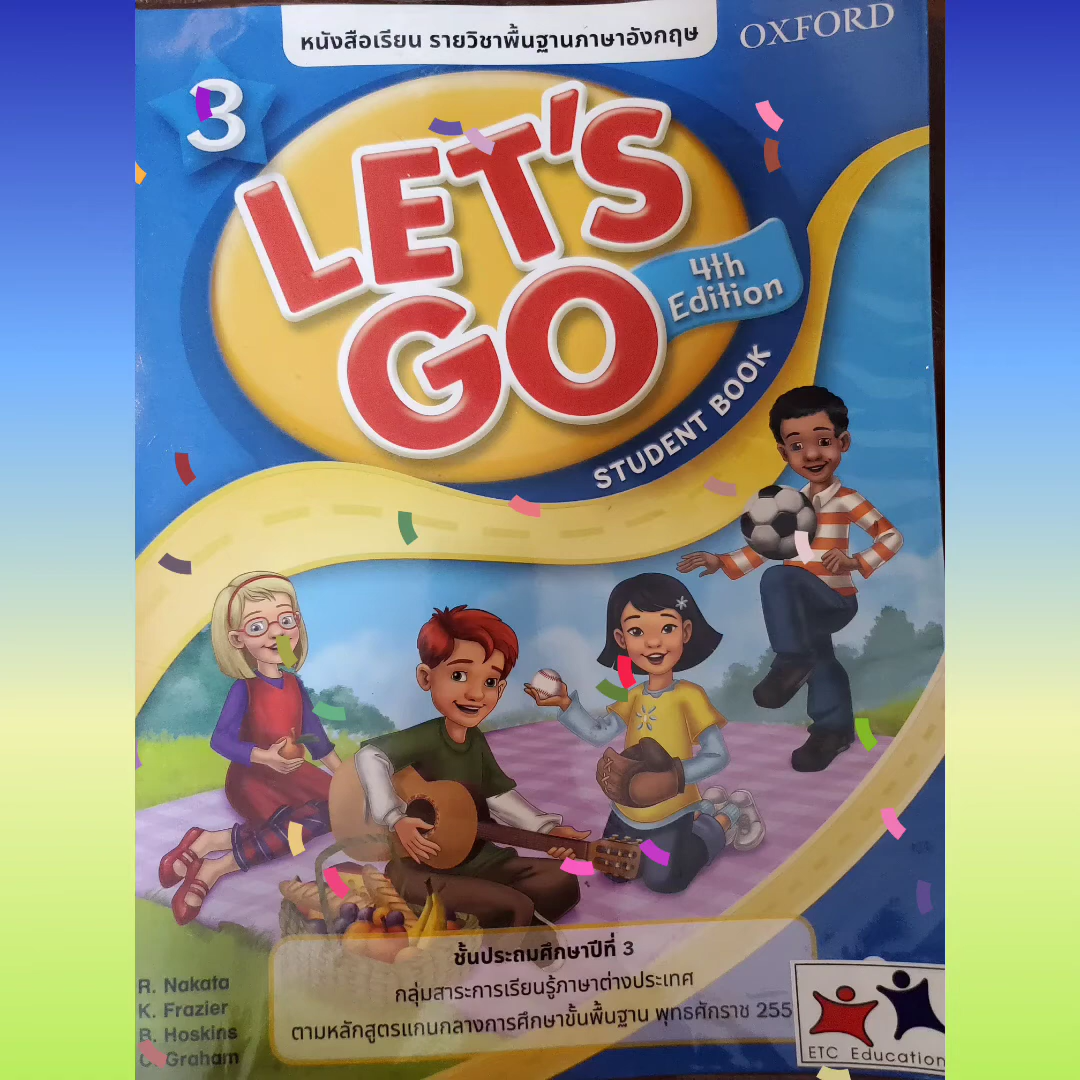 หนังสือเรียน รายวิชาพื้นฐานภาษาอังกฤษ
OXFORD
3
LET'S
GO
4th
Edition
STUDENT BOOK
ชั้นประถมศึกษาปีที่ 3
กลุ่มสาระการเรียนรู้ภาษาต่างประเทศ
ตามหลักสูตรแกนกลางการศึกษาขั้นพื้นฐาน พุทธศักราช 255
R. Nakata
K. Frazier
B. Hoskins
C. Graham
ETC Education